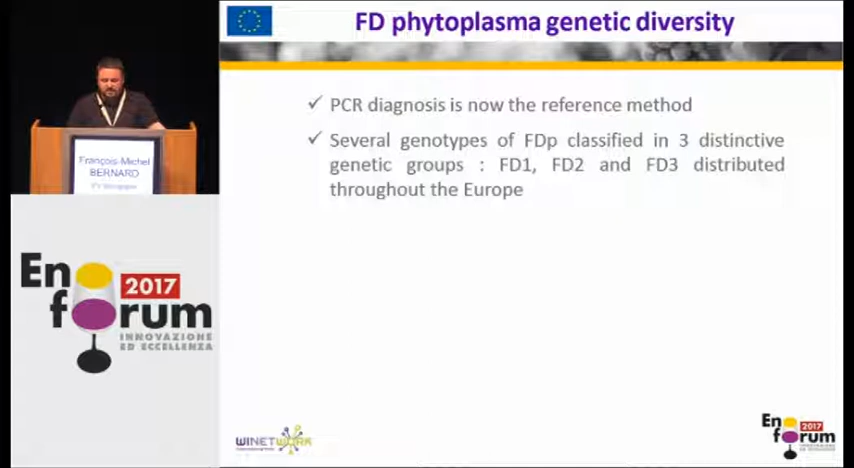 FD phytoplasma genetic diversity
✓ PCR diagnosis is now the reference method
✓ Several genotypes of FDp classified in 3 distinctive
genetic groups : FD1, FD2 and FD3 distributed
throughout the Europe
François-Michel
BERNARD
En
2017
forum
INNOVAZIONE
ED ECCELLENZA
WINETWORK
En
2017
forum